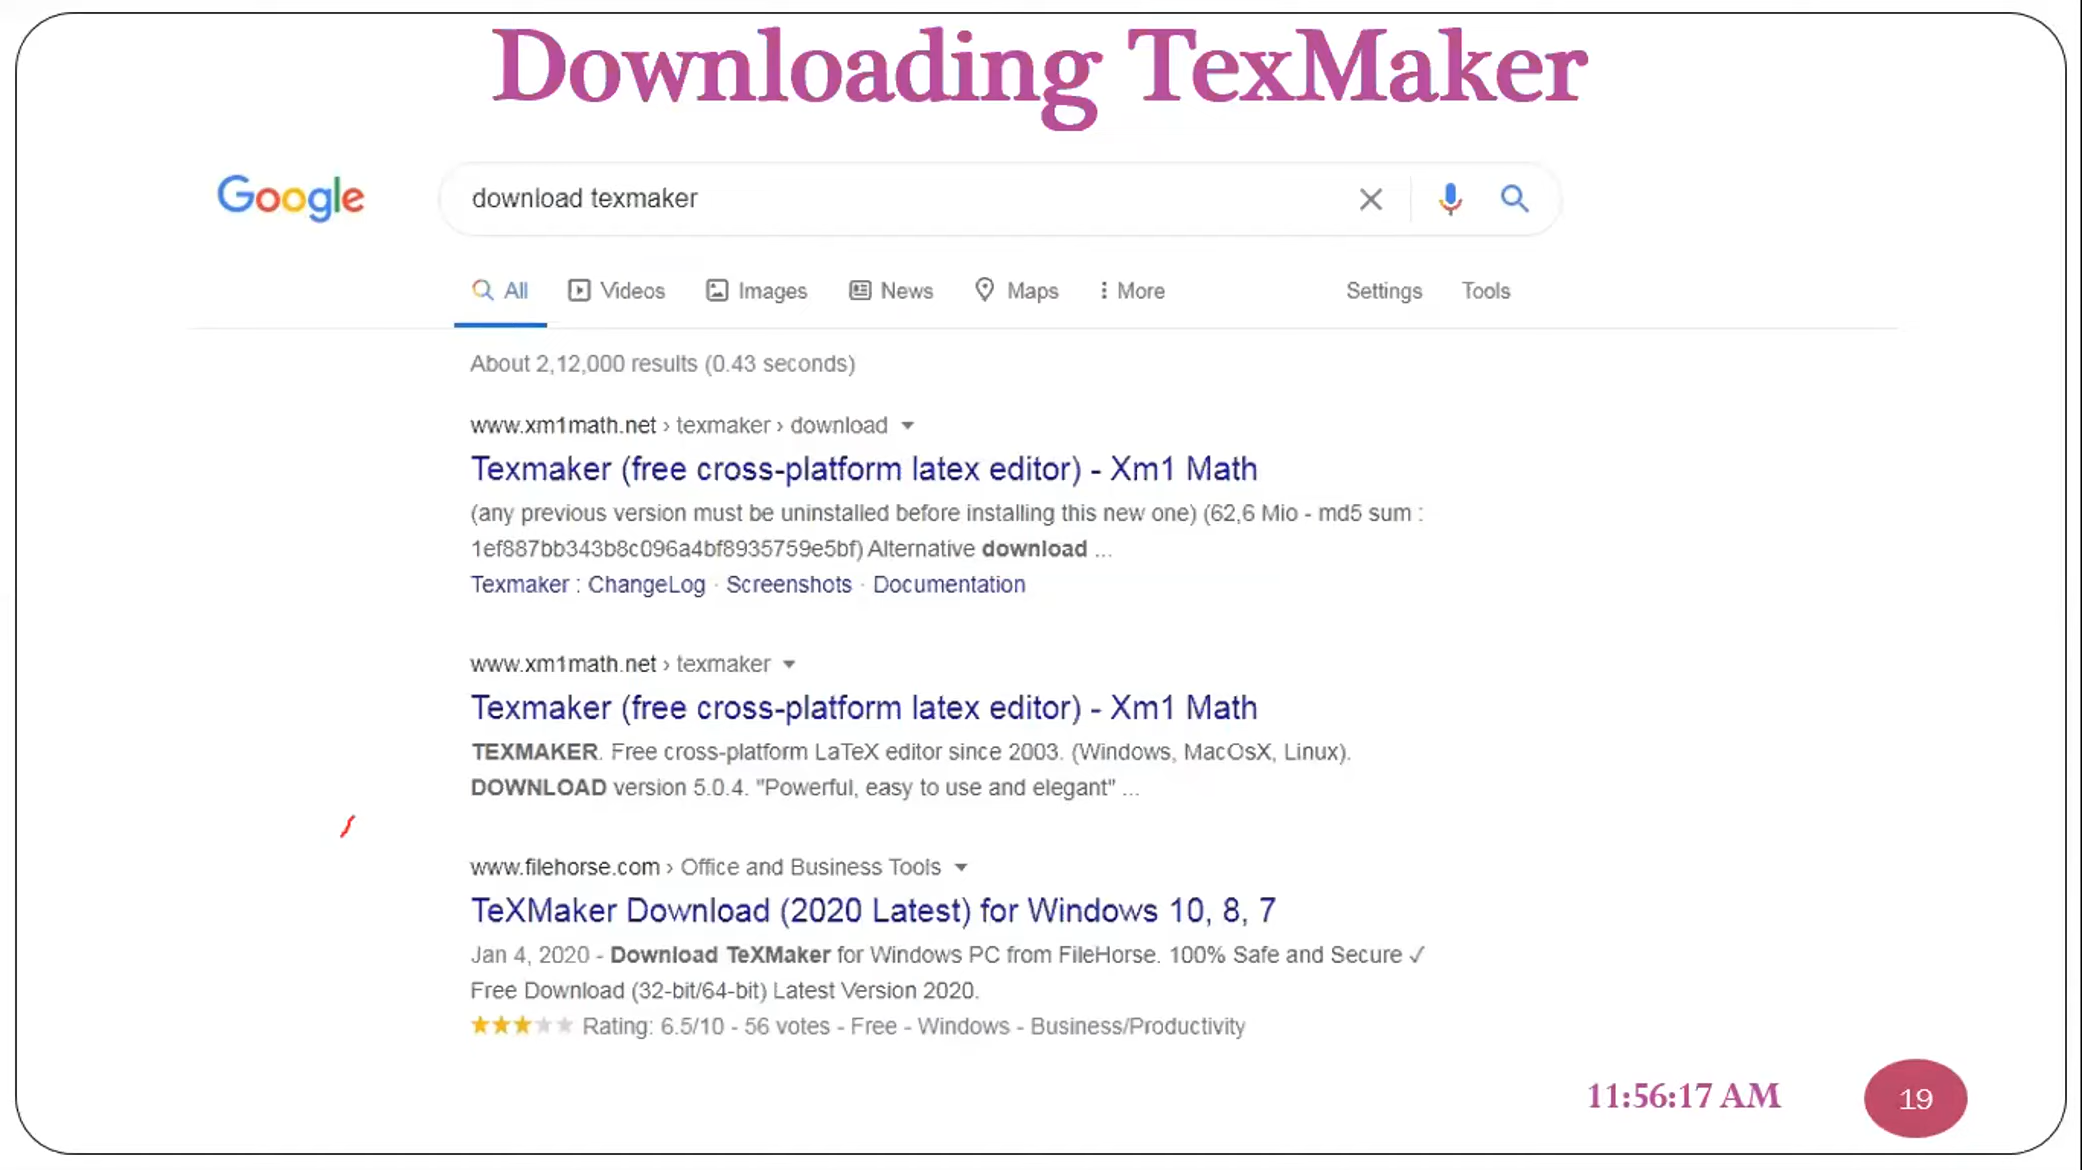 Downloading TexMaker
Google
download texmaker
All Videos Images News Maps More Settings Tools
About 2,12,000 results (0.43 seconds)
www.xm1math.net › texmaker › download
Texmaker (free cross-platform latex editor) - Xm1 Math
(any previous version must be uninstalled before installing this new one) (62,6 Mio - md5 sum :
1ef887bb343b8c096a4bf8935759e5bf) Alternative download ...
Texmaker : ChangeLog · Screenshots · Documentation
www.xm1math.net › texmaker
Texmaker (free cross-platform latex editor) - Xm1 Math
TEXMAKER. Free cross-platform LaTeX editor since 2003. (Windows, MacOsX, Linux).
DOWNLOAD version 5.0.4. "Powerful, easy to use and elegant" ...
www.filehorse.com › Office and Business Tools
TeXMaker Download (2020 Latest) for Windows 10, 8, 7
Jan 4, 2020 - Download TeXMaker for Windows PC from FileHorse. 100% Safe and Secure ✓
Free Download (32-bit/64-bit) Latest Version 2020.
Rating: 6.5/10 - 56 votes - Free - Windows - Business/Productivity
11:56:17 AM
19